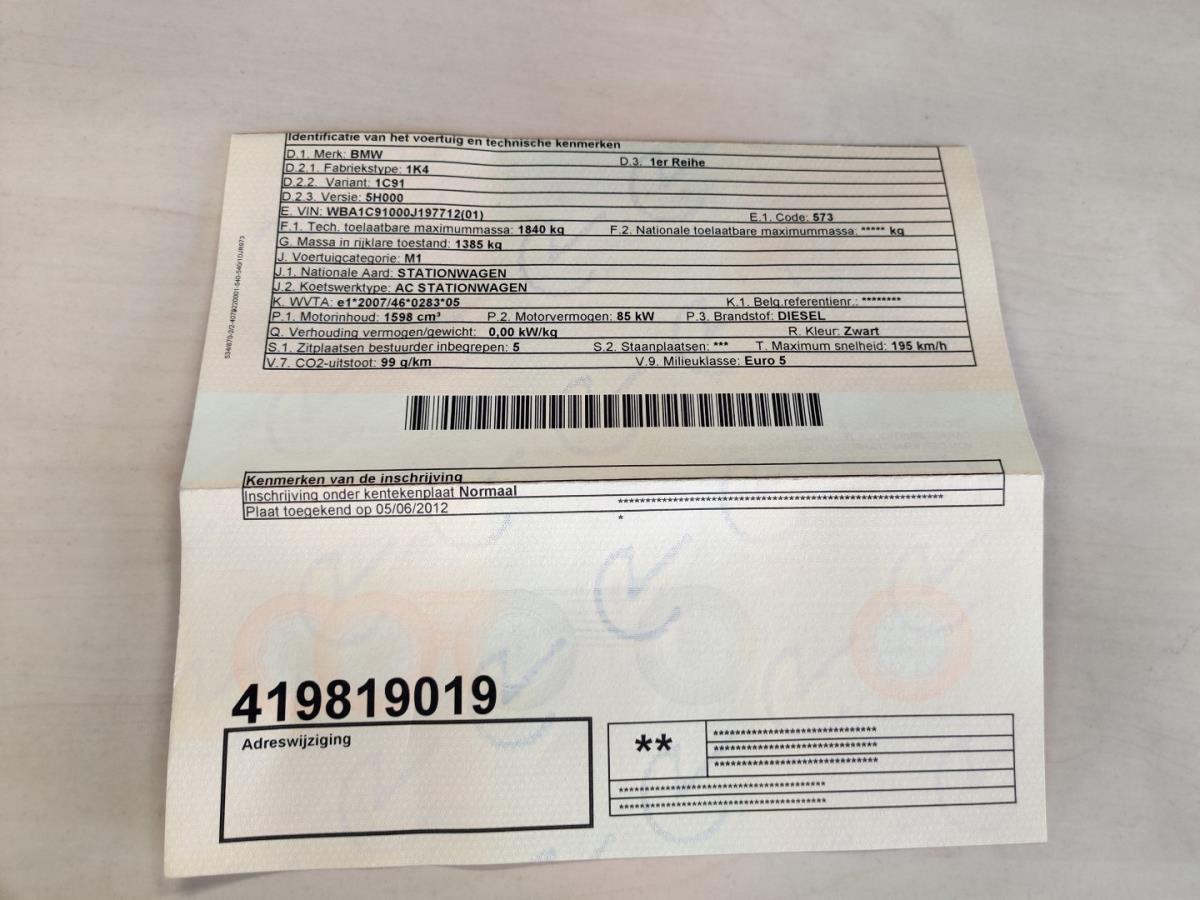 Identificatie van het voertuig en technische kenmerken
D.1. Merk: BMW D.3. 1er Reihe
D.2.1. Fabriekstype: 1K4
D.2.2. Variant: 1C91
D.2.3. Versie: 5H000
E. VIN: WBA1C91000J197712(01) E.1. Code: 573
F.1. Tech. toelaatbare maximummassa: 1840 kg F.2. Nationale toelaatbare maximummassa: ***** kg
G. Massa in rijklare toestand: 1385 kg
J. Voertuigcategorie: M1
J.1. Nationale Aard: STATIONWAGEN
J.2. Koetswerktype: AC STATIONWAGEN
K. WVTA: e1*2007/46*0283*05 K.1. Belg.referentienr.: ********
P.1. Motorinhoud: 1598 cm³ P.2. Motorvermogen: 85 kW P.3. Brandstof: DIESEL
Q. Verhouding vermogen/gewicht: 0,00 kW/kg R. Kleur: Zwart
S.1. Zitplaatsen bestuurder inbegrepen: 5 S.2. Staanplaatsen: *** T. Maximum snelheid: 195 km/h
V.7. CO2-uitstoot: 99 g/km V.9. Milieuklasse: Euro 5
Kenmerken van de inschrijving
Inschrijving onder kentekenplaat Normaal
Plaat toegekend op 05/06/2012
419819019
Adreswijziging
**